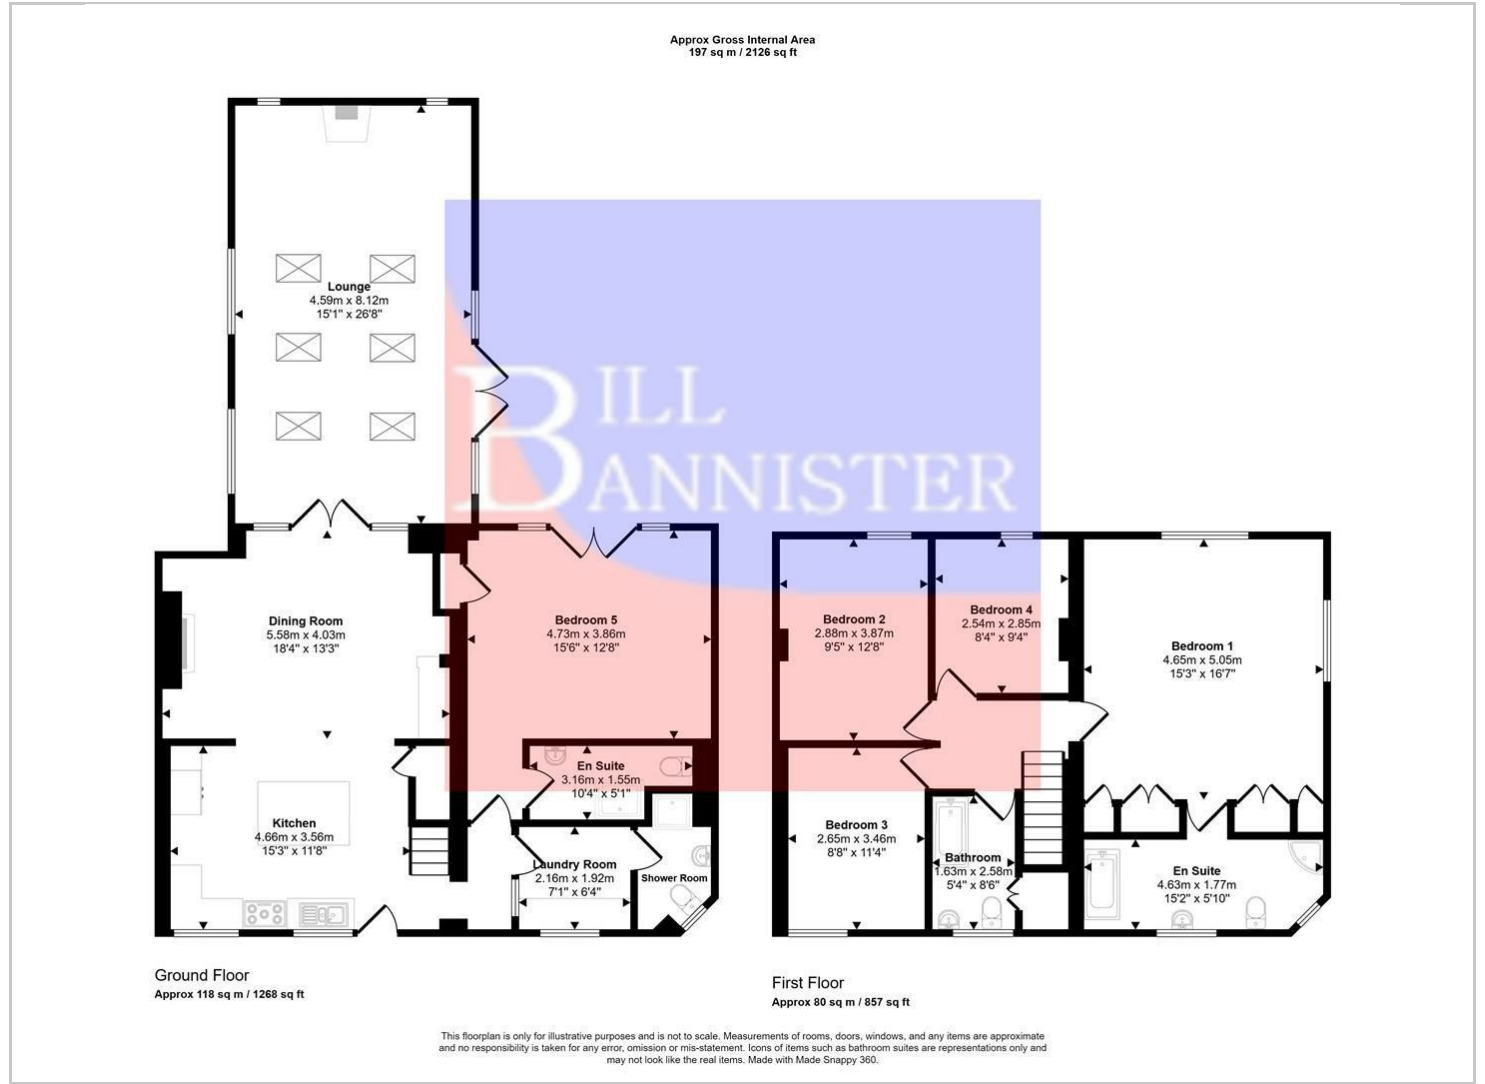 Approx Gross Internal Area
197 sq m / 2126 sq ft
Lounge
4.59m x 8.12m
15'1" x 26'8"
BILL
BANNISTER
Dining Room
5.58m x 4.03m
18'4" x 13'3"
Bedroom 5
4.73m x 3.86m
15'6" x 12'8"
En Suite
3.16m x 1.55m
10'4" x 5'1"
Kitchen
4.66m x 3.56m
15'3" x 11'8"
Laundry Room
2.16m x 1.92m
7'1" x 6'4"
Shower Room
Bedroom 2
2.88m x 3.87m
9'5" x 12'8"
Bedroom 4
2.54m x 2.85m
8'4" x 9'4"
Bedroom 1
4.65m x 5.05m
15'3" x 16'7"
Bedroom 3
2.65m x 3.46m
8'8" x 11'4"
Bathroom
1.63m x 2.58m
5'4" x 8'6"
En Suite
4.63m x 1.77m
15'2" x 5'10"
Ground Floor
Approx 118 sq m / 1268 sq ft
First Floor
Approx 80 sq m / 857 sq ft
This floorplan is only for illustrative purposes and is not to scale. Measurements of rooms, doors, windows, and any items are approximate
and no responsibility is taken for any error, omission or mis-statement. Icons of items such as bathroom suites are representations only and
may not look like the real items. Made with Made Snappy 360.